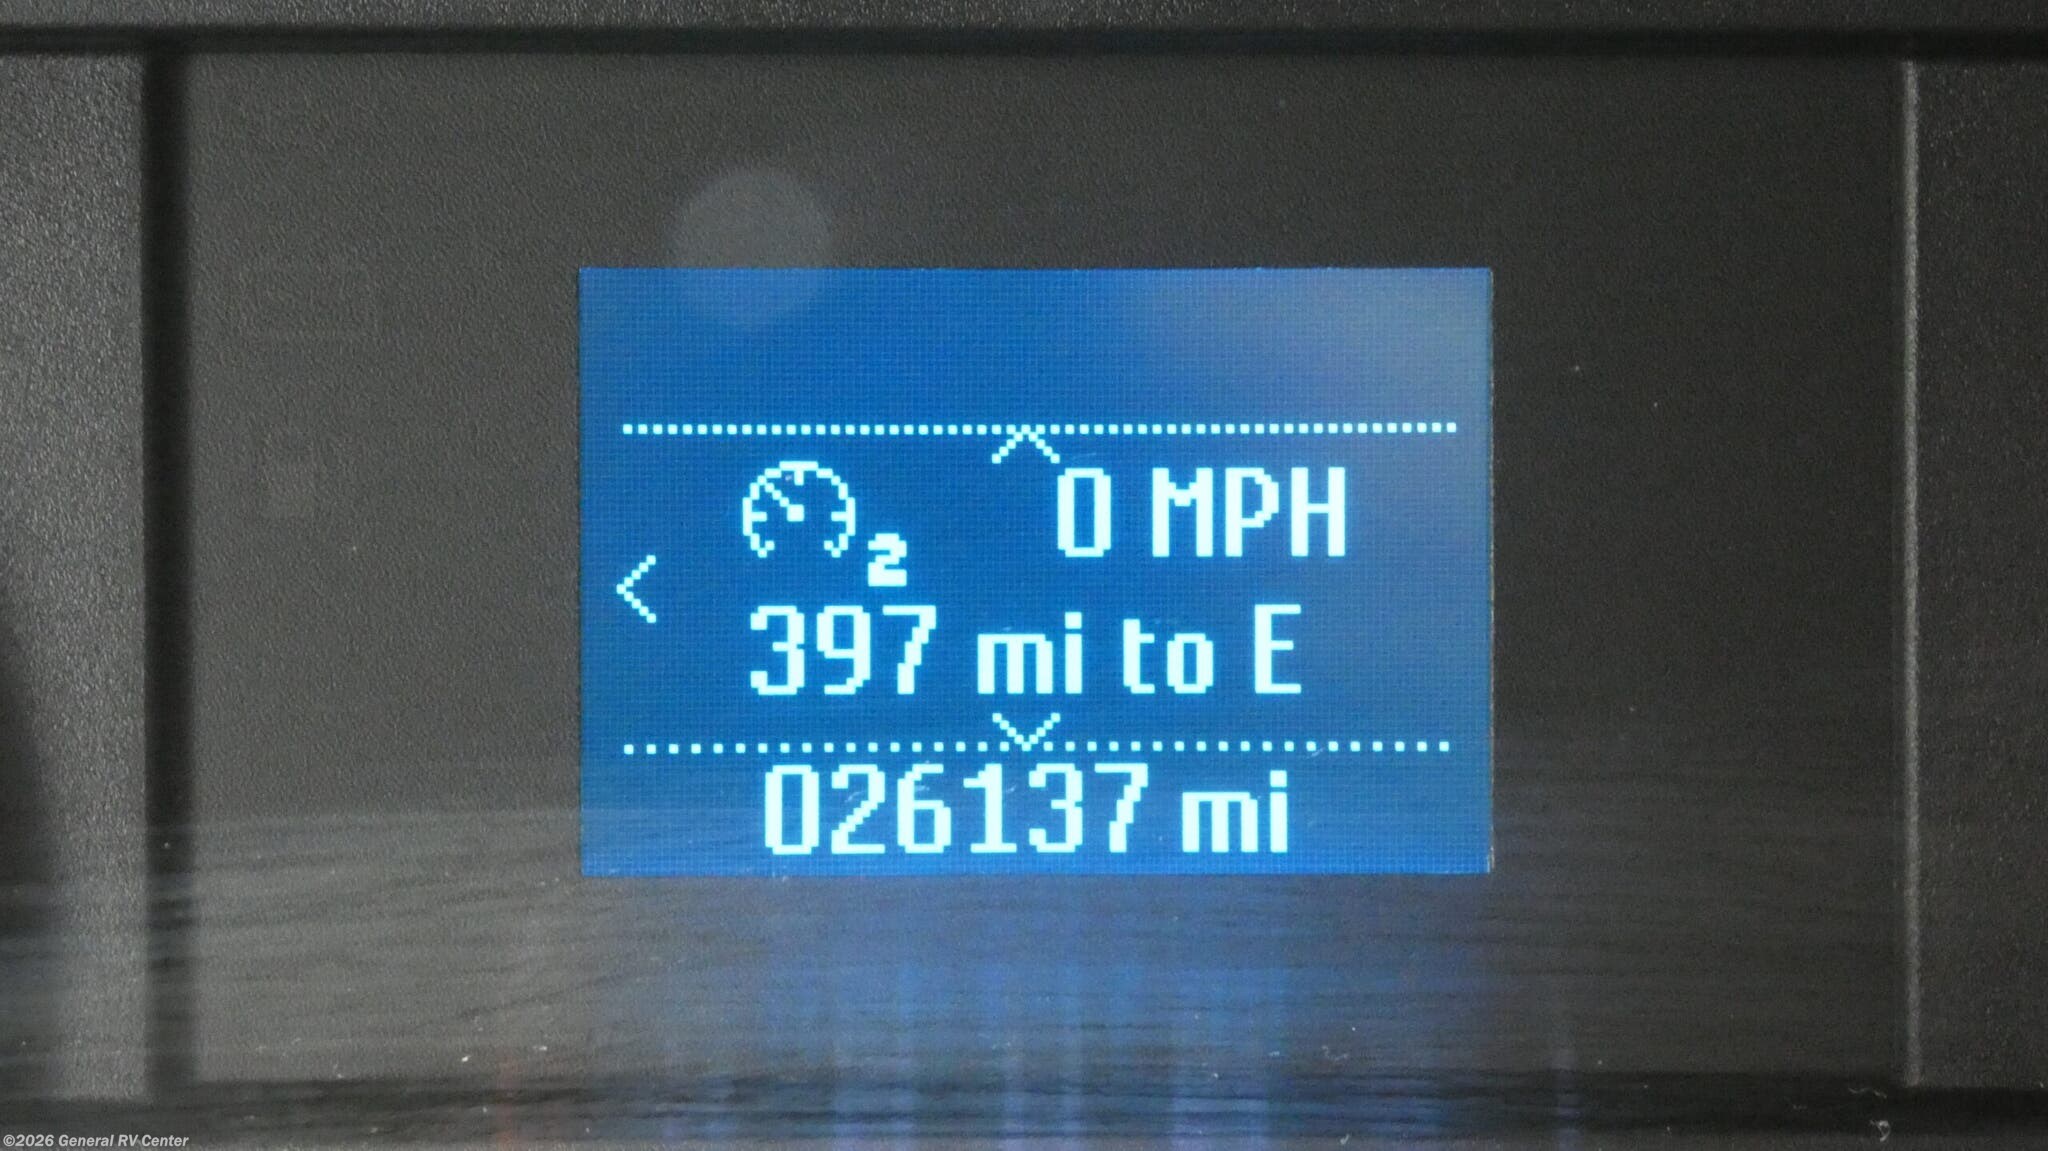 0 MPH
2
397 mi to E
026137 mi
©2026 General RV Center